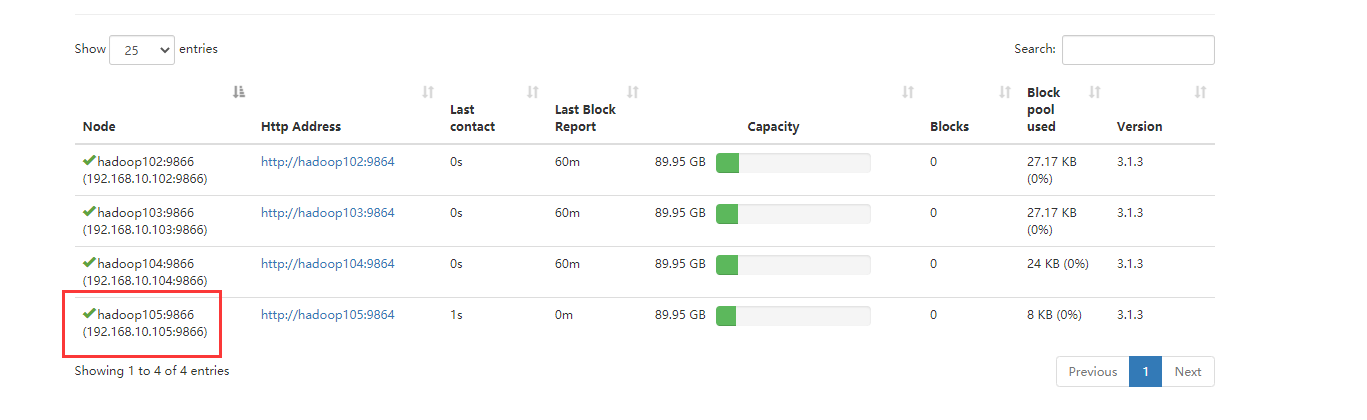 Show 25 entries Search:
Node Http Address Last contact Last Block Report Capacity Blocks Block pool used Version
hadoop102:9866 http://hadoop102:9864 0s 60m 89.95 GB 0 27.17 KB 3.1.3
(192.168.10.102:9866) (0%)
hadoop103:9866 http://hadoop103:9864 0s 60m 89.95 GB 0 27.17 KB 3.1.3
(192.168.10.103:9866) (0%)
hadoop104:9866 http://hadoop104:9864 0s 60m 89.95 GB 0 24 KB (0%) 3.1.3
(192.168.10.104:9866)
hadoop105:9866 http://hadoop105:9864 1s 0m 89.95 GB 0 8 KB (0%) 3.1.3
(192.168.10.105:9866)
Showing 1 to 4 of 4 entries Previous 1 Next